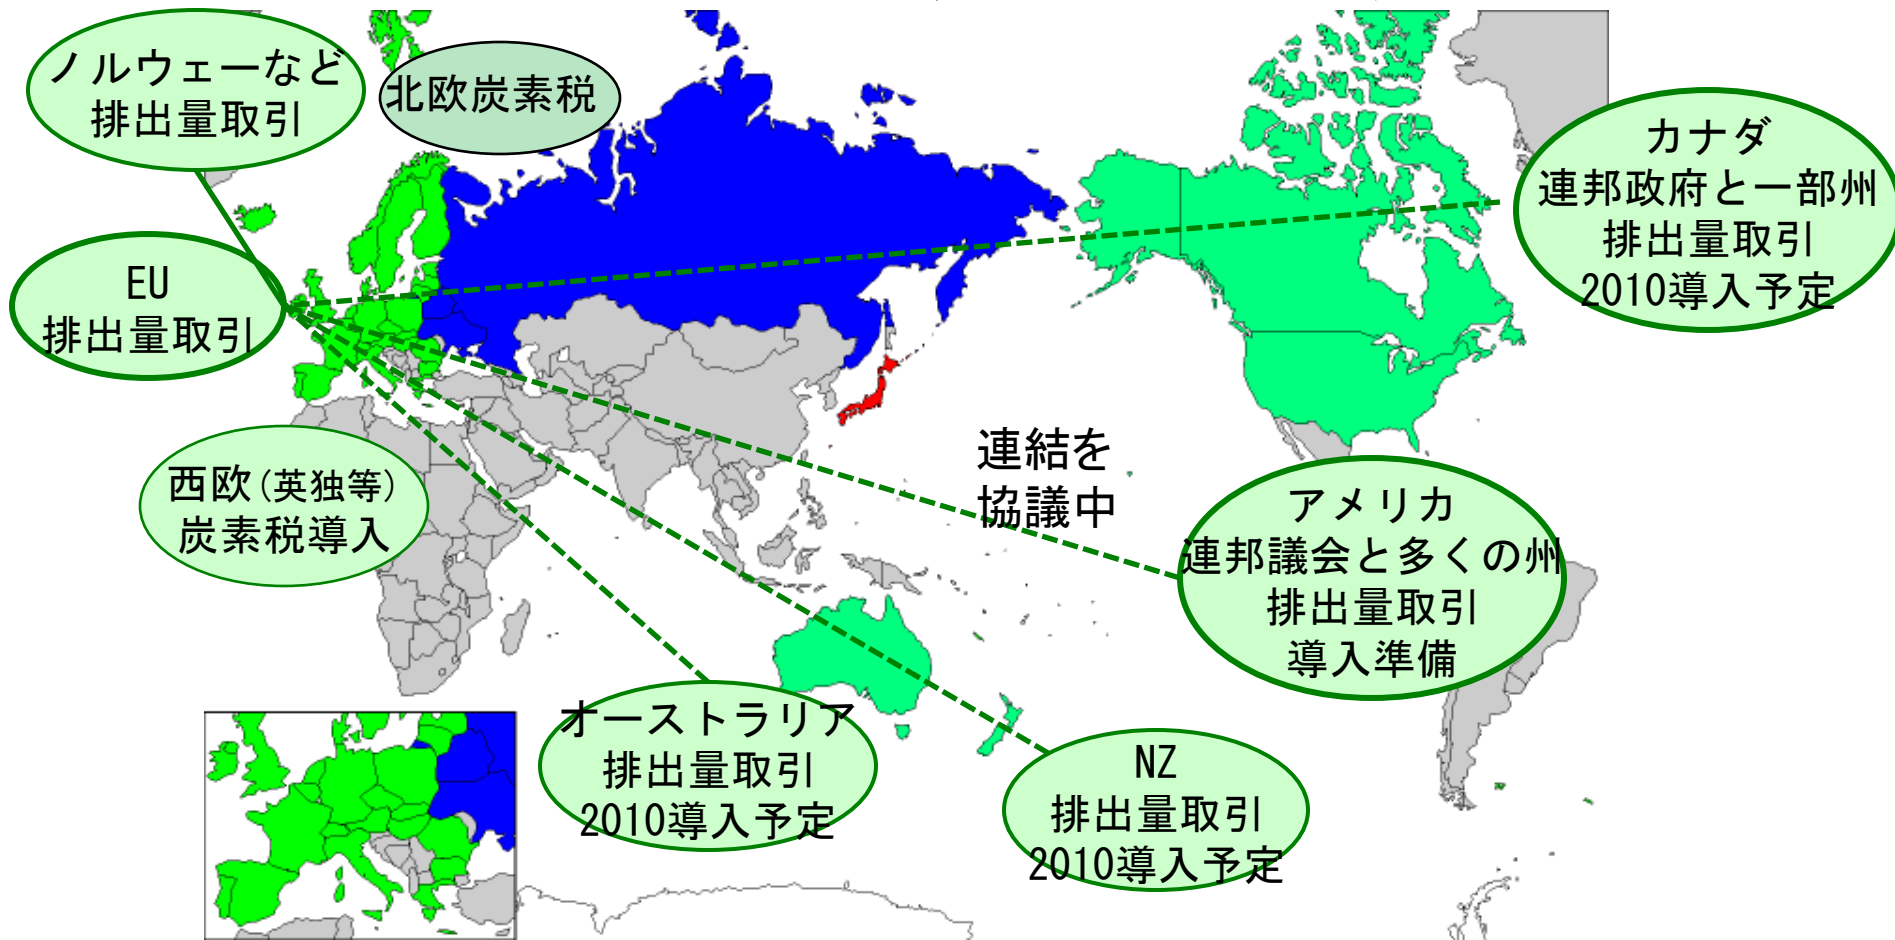 ノルウェーなど
排出量取引
北欧炭素税
カナダ
連邦政府と一部州
排出量取引
2010導入予定
EU
排出量取引
連結を
協議中
西欧(英独等)
炭素税導入
アメリカ
連邦議会と多くの州
排出量取引
導入準備
オーストラリア
排出量取引
2010導入予定
NZ
排出量取引
2010導入予定